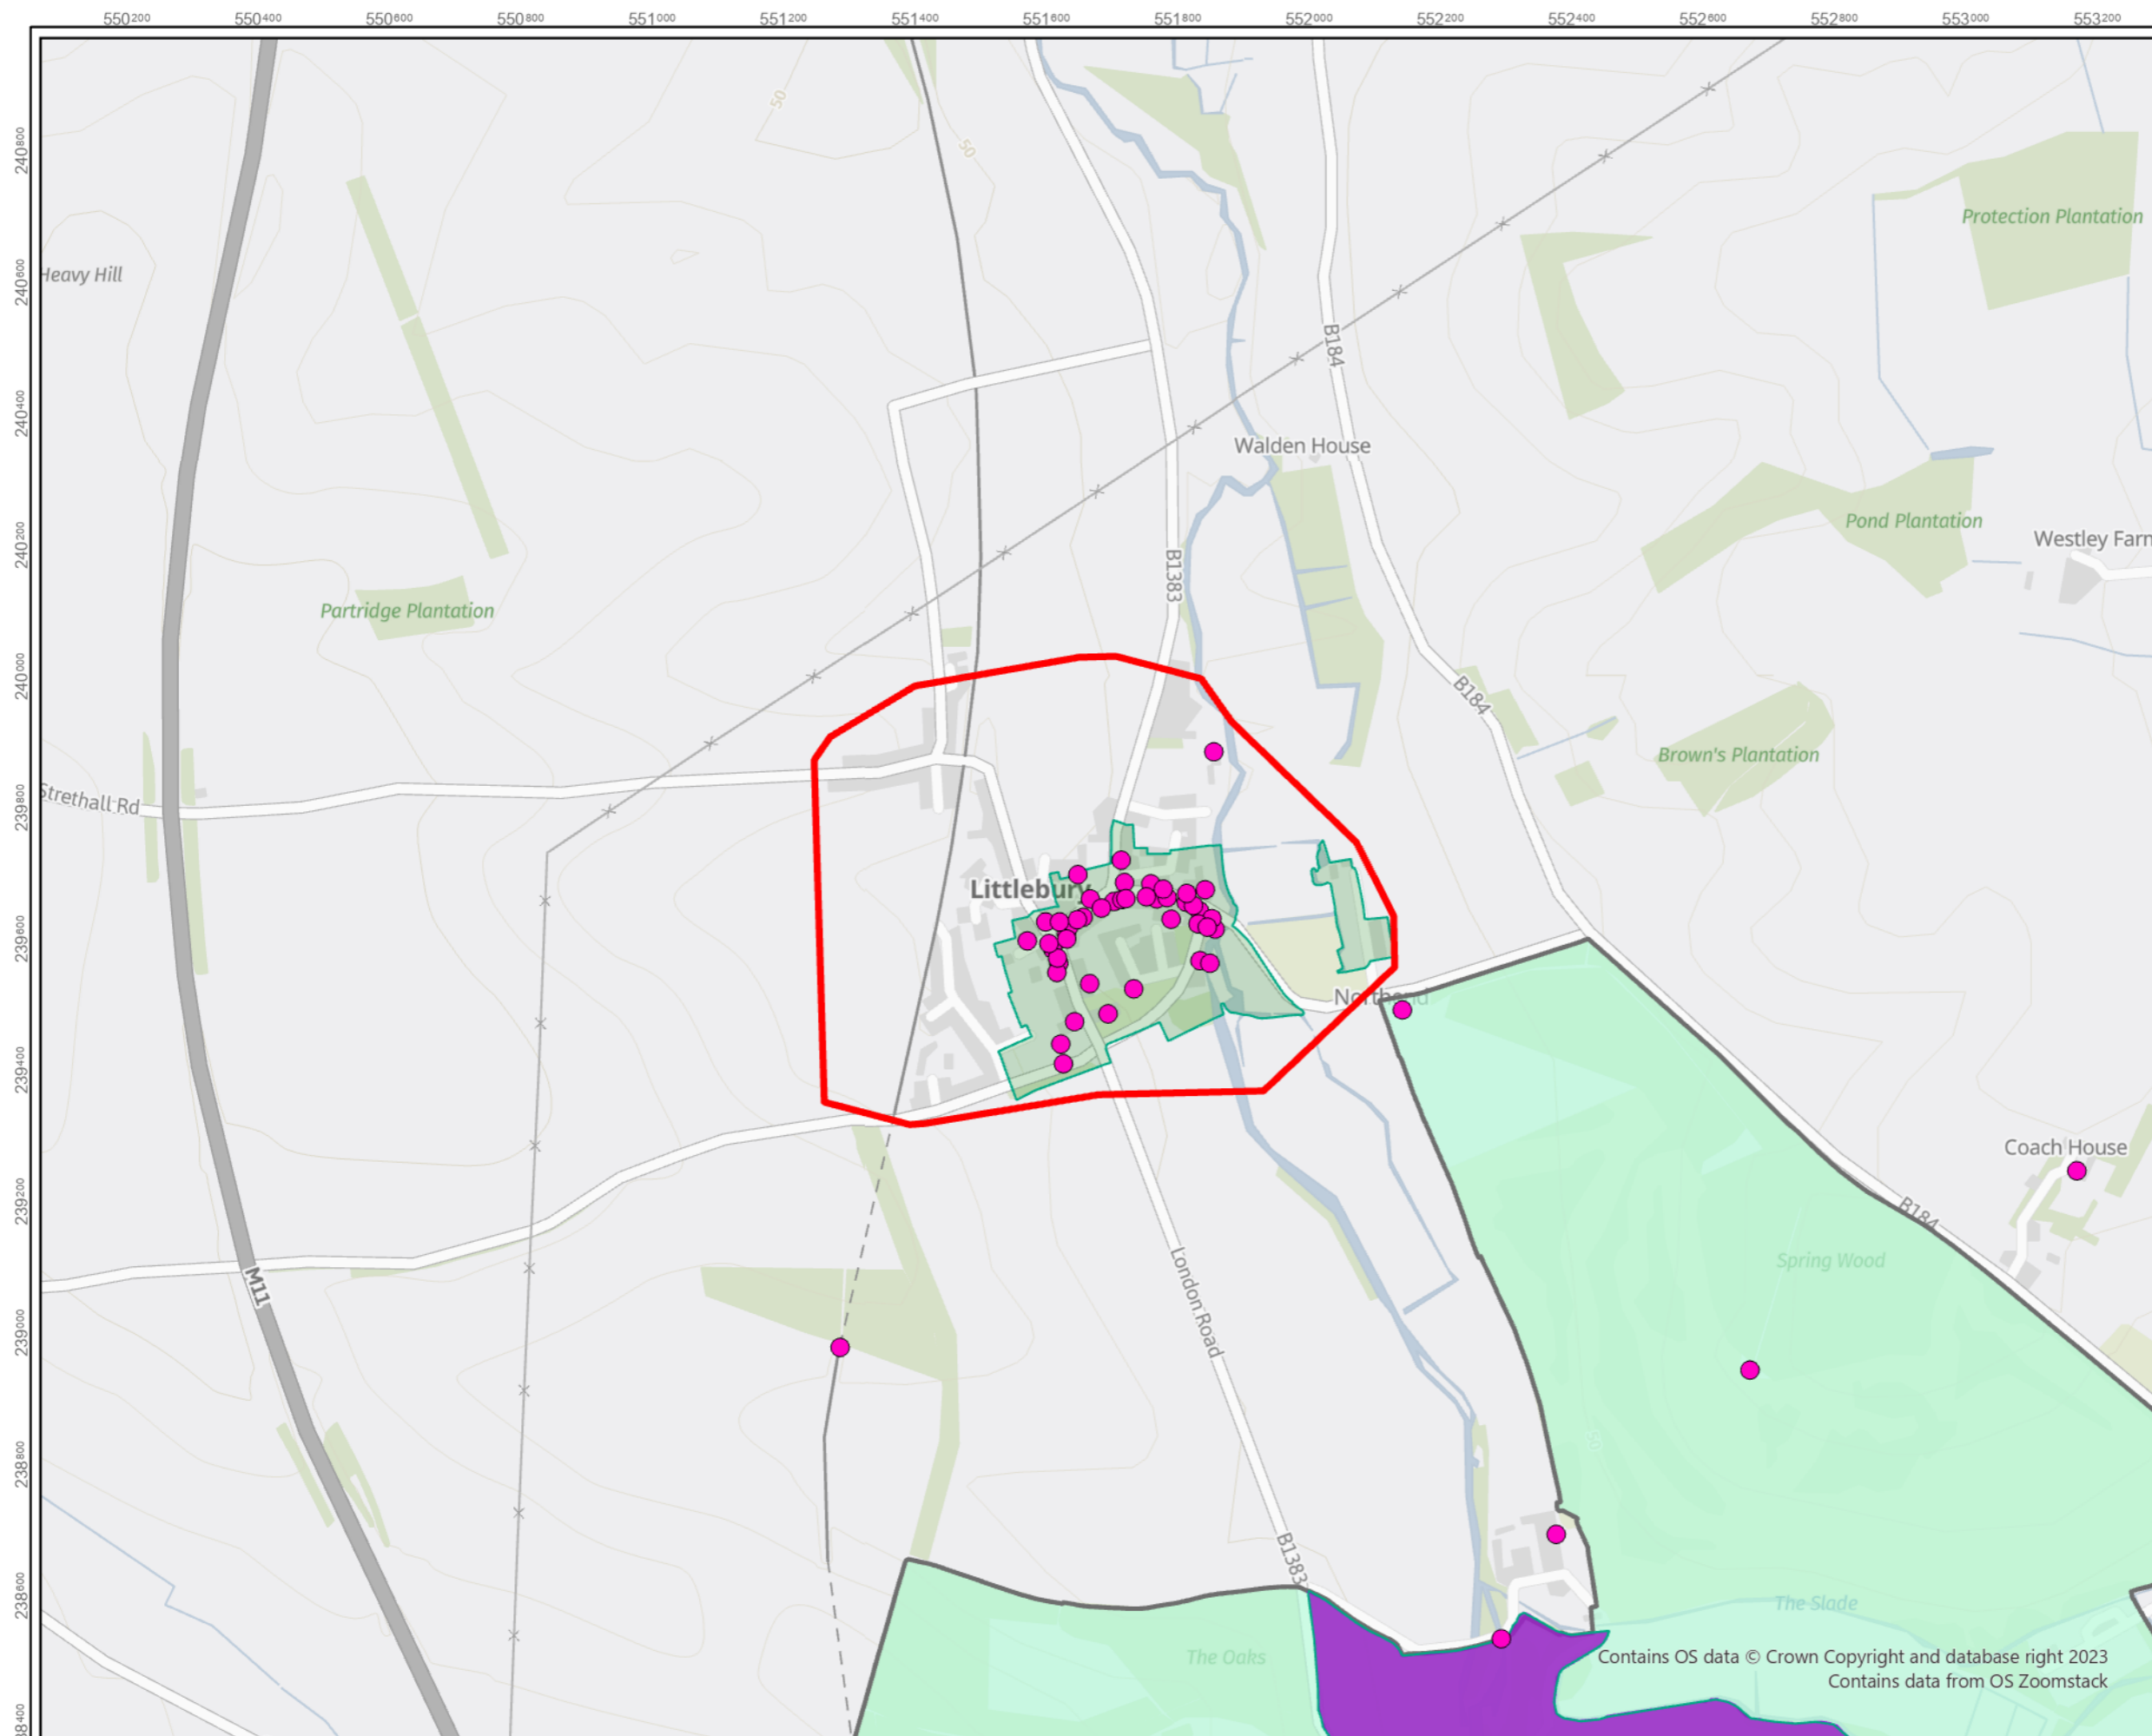 550200 550400 550600 550800 551000 551200 551400 551600 551800 552000 552200 552400 552600 552800 553000 553200
240800
240600
240400
240200
240000
239800
239600
239400
239200
239000
238800
238600
38400
50
50
Protection Plantation
Heavy Hill
B184
Walden House
Pond Plantation
Westley Farm
B1383
Partridge Plantation
B184
Brown's Plantation
Strethall Rd
Littlebury
Northend
Coach House
B184
Spring Wood
M11
London Road
50
B1383
The Slade
The Oaks
Contains OS data © Crown Copyright and database right 2023
Contains data from OS Zoomstack